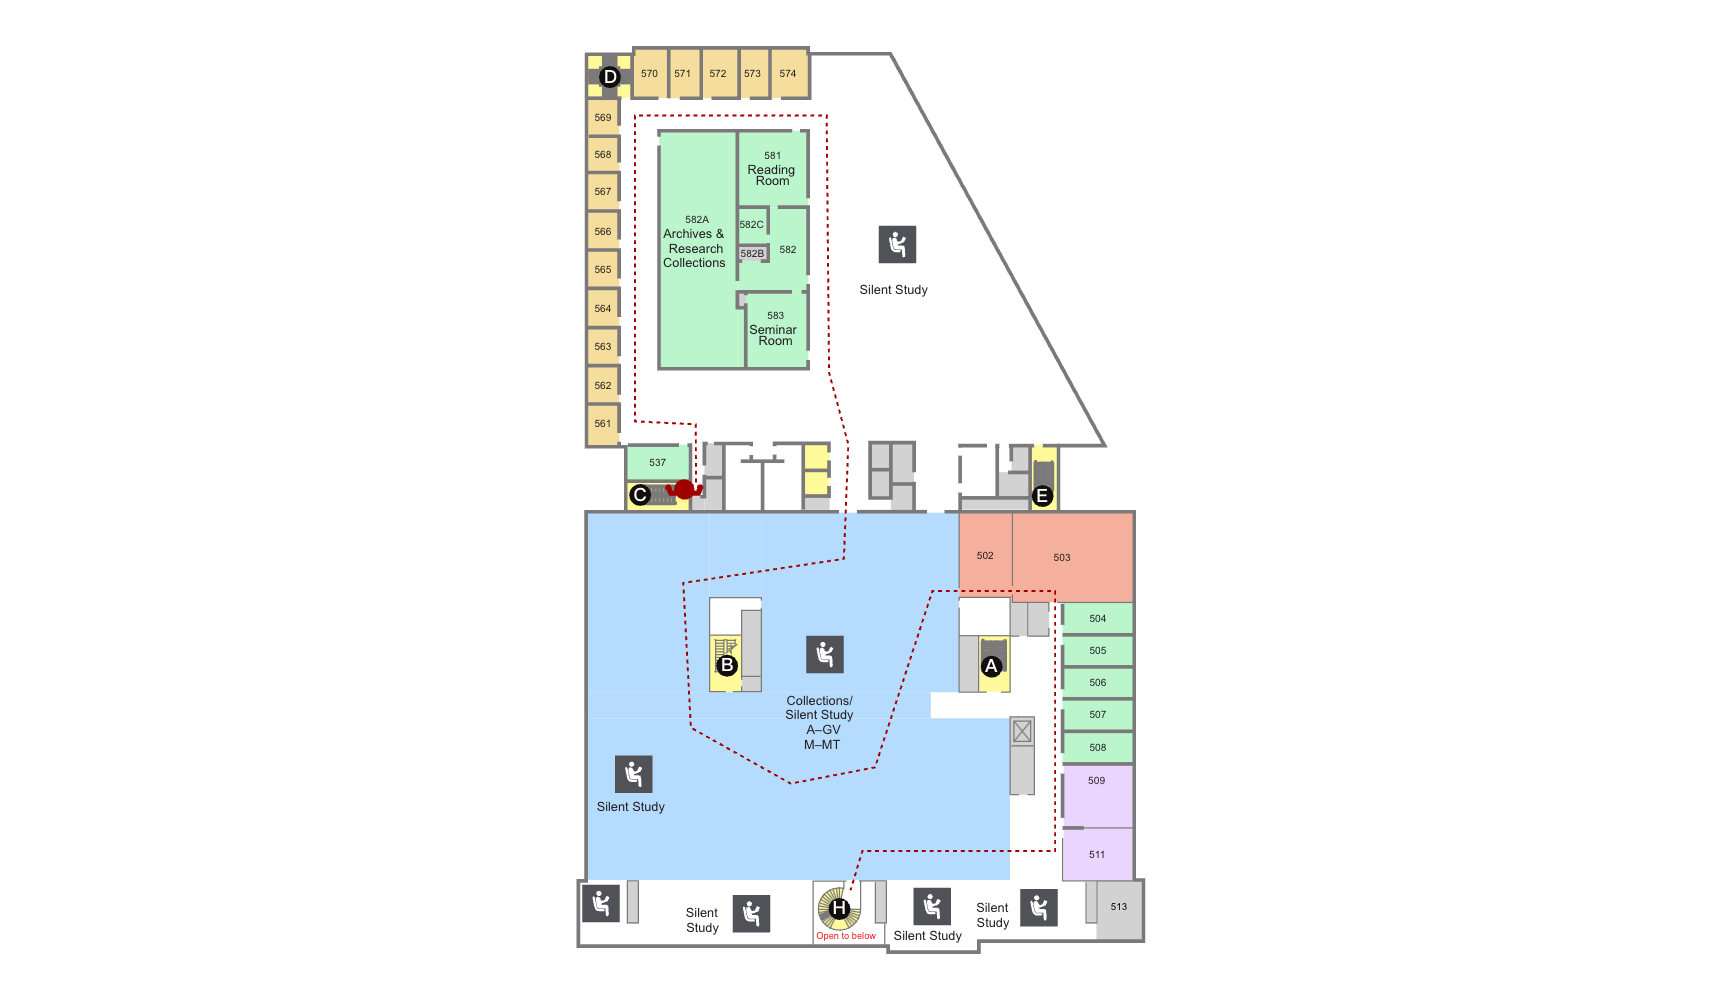 D
570
571
572
573
574
569
568
567
566
565
564
563
562
561
581
Reading
Room
582A
Archives &
Research
Collections
582C
582B
582
583
Seminar
Room
Silent Study
537
C
E
502
503
504
505
506
507
508
509
511
B
A
Collections/
Silent Study
A–GV
M–MT
Silent Study
Silent
Study
H
Open to below
Silent Study
Silent
Study
513